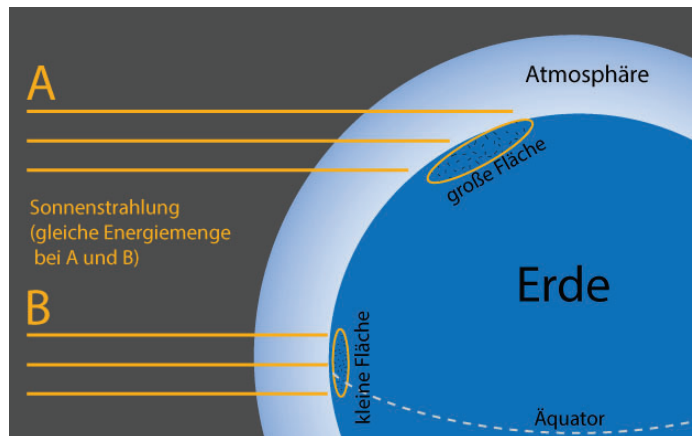 Atmosphäre
A
große Fläche
Sonnenstrahlung
(gleiche Energiemenge
bei A und B)
Erde
B
kleine Fläche
Äquator